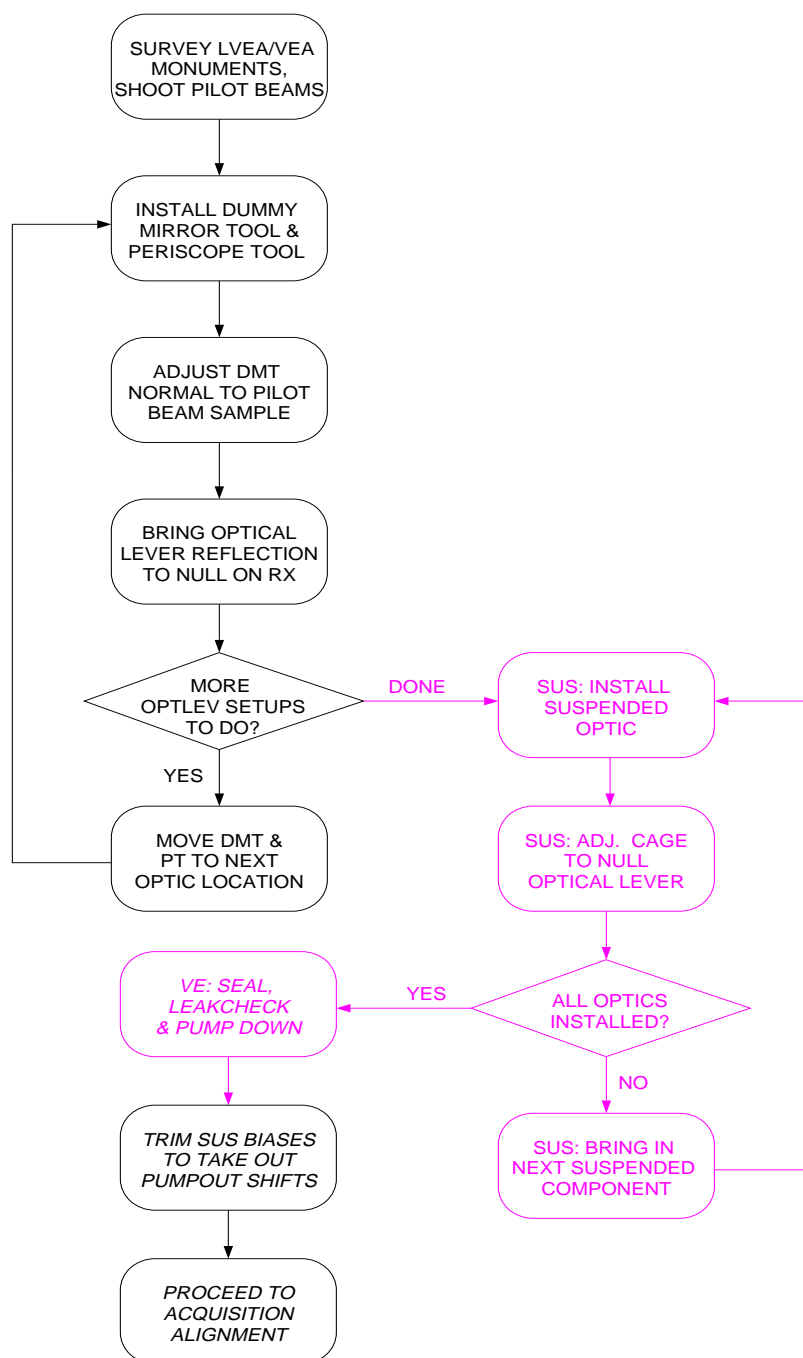 SURVEY LVEA/VEA
MONUMENTS,
SHOOT PILOT BEAMS
INSTALL DUMMY
MIRROR TOOL &
PERISCOPE TOOL
ADJUST DMT
NORMAL TO PILOT
BEAM SAMPLE
BRING OPTICAL
LEVER REFLECTION
TO NULL ON RX
MORE
OPTLEV SETUPS
TO DO?
DONE
YES
MOVE DMT &
PT TO NEXT
OPTIC LOCATION
SUS: INSTALL
SUSPENDED
OPTIC
SUS: ADJ. CAGE
TO NULL
OPTICAL LEVER
ALL OPTICS
INSTALLED?
YES
NO
SUS: BRING IN
NEXT SUSPENDED
COMPONENT
VE: SEAL,
LEAKCHECK
& PUMP DOWN
TRIM SUS BIASES
TO TAKE OUT
PUMPOUT SHIFTS
PROCEED TO
ACQUISITION
ALIGNMENT